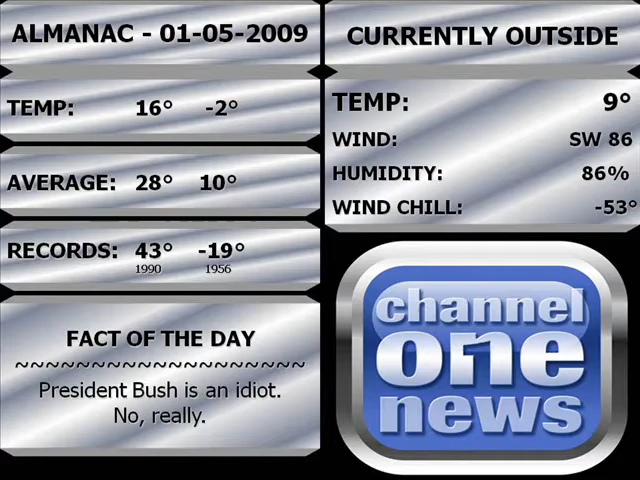 ALMANAC - 01-05-2009
TEMP: 16° -2°
AVERAGE: 28° 10°
RECORDS: 43° -19°
1990 1956
FACT OF THE DAY
~~~~~~~~~~~~~~~~~~~
President Bush is an idiot.
No, really.
CURRENTLY OUTSIDE
TEMP: 9°
WIND: SW 86
HUMIDITY: 86%
WIND CHILL: -53°
channel
one
news